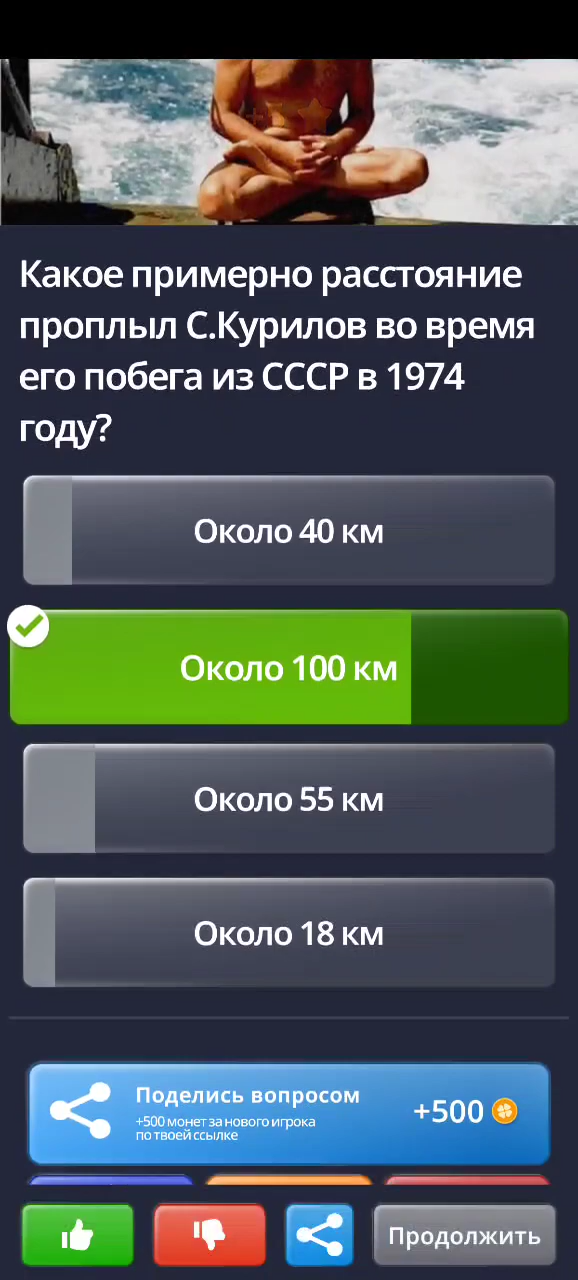 Какое примерно расстояние
проплыл С.Курилов во время
его побега из СССР в 1974
году?
Около 40 км
Около 100 км
Около 55 км
Около 18 км
Поделись вопросом
+500 монет за нового игрока
по твоей ссылке
+500
Продолжить